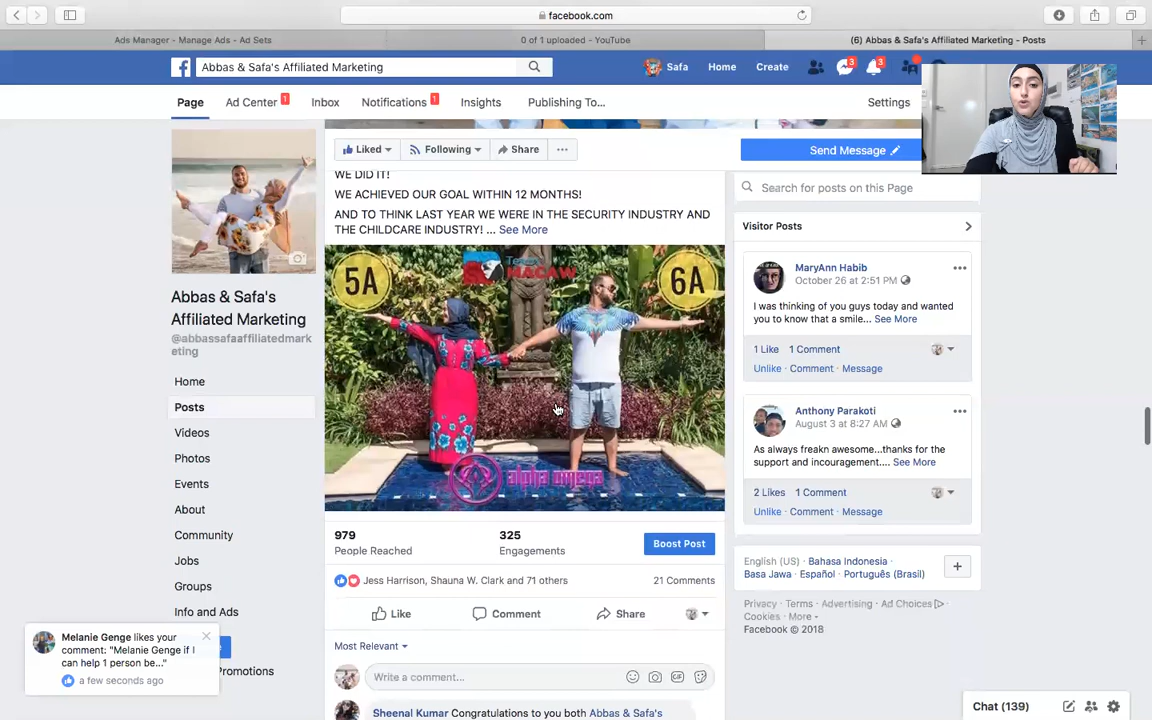 facebook.com
Ads Manager - Manage Ads - Ad Sets
0 of 1 uploaded - YouTube
(6) Abbas & Safa's Affiliated Marketing - Posts
Abbas & Safa's Affiliated Marketing
Safa
Home
Create
3
3
Page
Ad Center 1
Inbox
Notifications 1
Insights
Publishing To...
Settings
Liked
Following
Share
Send Message
WE DID IT!
WE ACHIEVED OUR GOAL WITHIN 12 MONTHS!
AND TO THINK LAST YEAR WE WERE IN THE SECURITY INDUSTRY AND
THE CHILDCARE INDUSTRY! ... See More
5A
Team
MACAW
6A
alpha omega
979
People Reached
325
Engagements
Boost Post
Jess Harrison, Shauna W. Clark and 71 others
21 Comments
Like
Comment
Share
Most Relevant
Write a comment...
GIF
Sheenal Kumar Congratulations to you both Abbas & Safa's
Abbas & Safa's
Affiliated Marketing
@abbassafaaffiliatedmark
eting
Home
Posts
Videos
Photos
Events
About
Community
Jobs
Groups
Info and Ads
Promotions
Melanie Genge likes your
comment: "Melanie Genge if I
can help 1 person be..."
a few seconds ago
Search for posts on this Page
Visitor Posts
MaryAnn Habib
October 26 at 2:51 PM
I was thinking of you guys today and wanted
you to know that a smile... See More
1 Like · 1 Comment
Unlike · Comment · Message
Anthony Parakoti
August 3 at 8:27 AM
As always freakn awesome...thanks for the
support and incouragement.... See More
2 Likes · 1 Comment
Unlike · Comment · Message
English (US) · Bahasa Indonesia ·
Basa Jawa · Español · Português (Brasil)
Privacy · Terms · Advertising · Ad Choices ·
Cookies · More
Facebook © 2018
Chat (139)